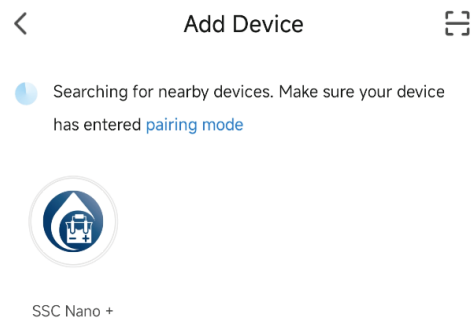 Add Device
Searching for nearby devices. Make sure your device
has entered pairing mode
SSC Nano +